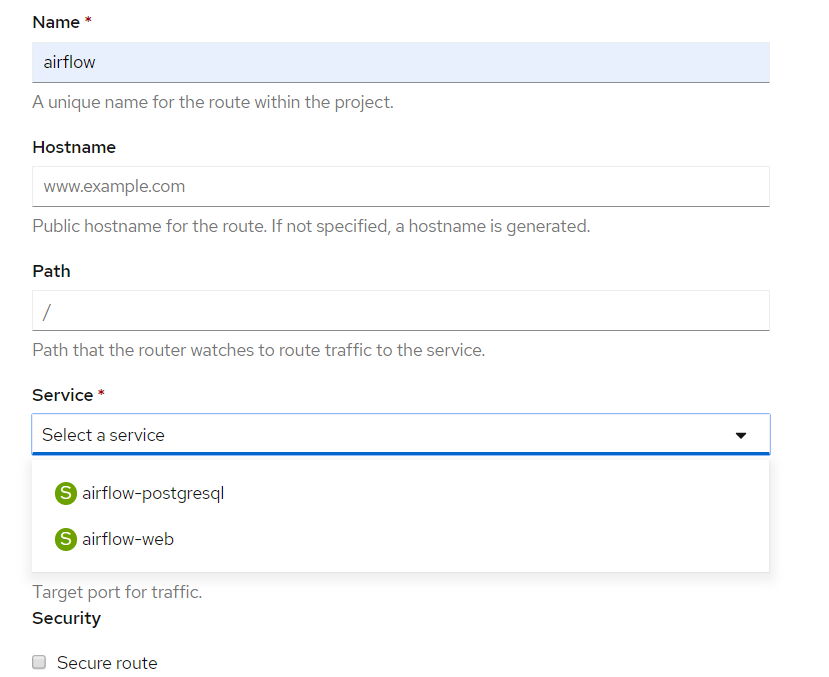 Name *
airflow
A unique name for the route within the project.
Hostname
www.example.com
Public hostname for the route. If not specified, a hostname is generated.
Path
/
Path that the router watches to route traffic to the service.
Service *
Select a service
S airflow-postgresql
S airflow-web
Target port for traffic.
Security
Secure route